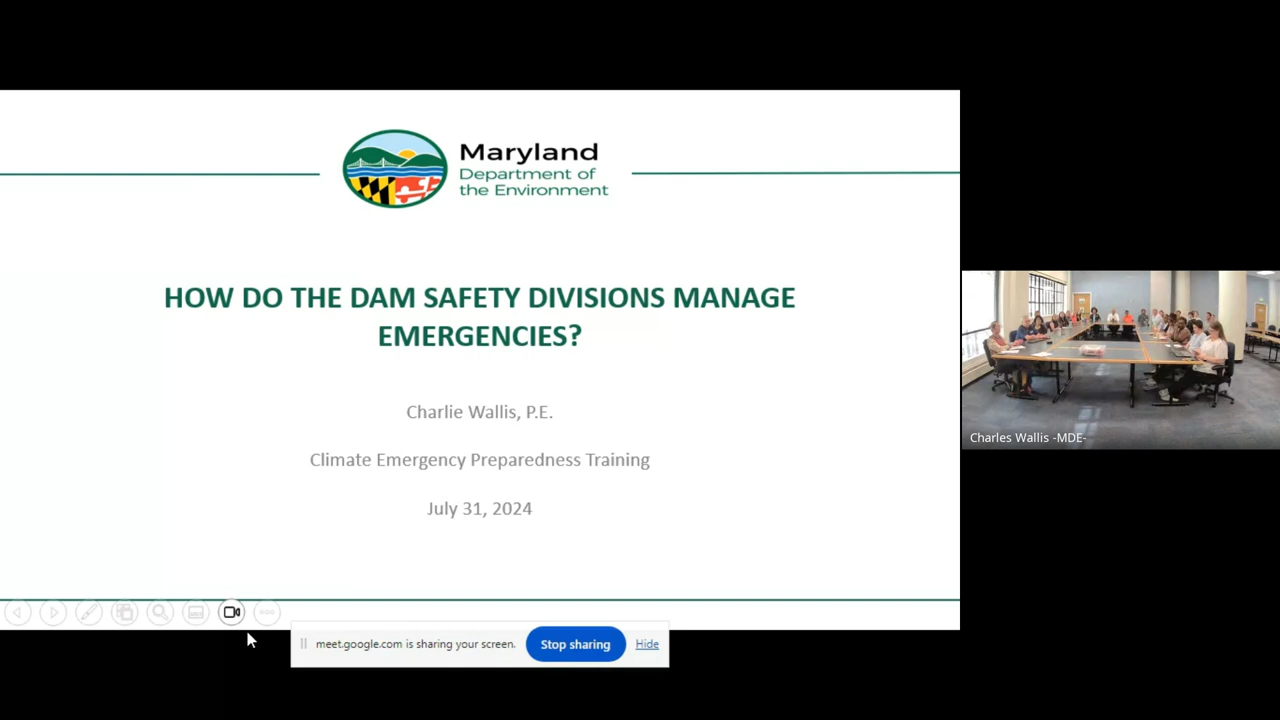 Maryland
Department of
the Environment
HOW DO THE DAM SAFETY DIVISIONS MANAGE
EMERGENCIES?
Charlie Wallis, P.E.
Climate Emergency Preparedness Training
July 31, 2024
Charles Wallis -MDE-
meet.google.com is sharing your screen.
Stop sharing
Hide